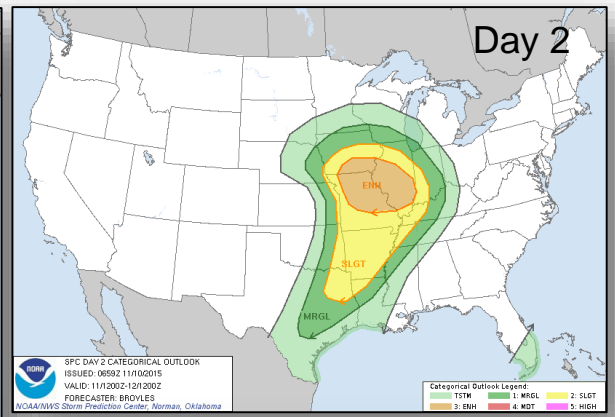 Day 2
ENH
SLGT
MRGL
NOAA
SPC DAY 2 CATEGORICAL OUTLOOK
ISSUED: 0659Z 11/10/2015
VALID: 11/1200Z-12/1200Z
FORECASTER: BROYLES
NOAA/NWS Storm Prediction Center, Norman, Oklahoma
Categorical Outlook Legend:
TSTM 1: MRGL 2: SLGT
3: ENH 4: MDT 5: HIGH